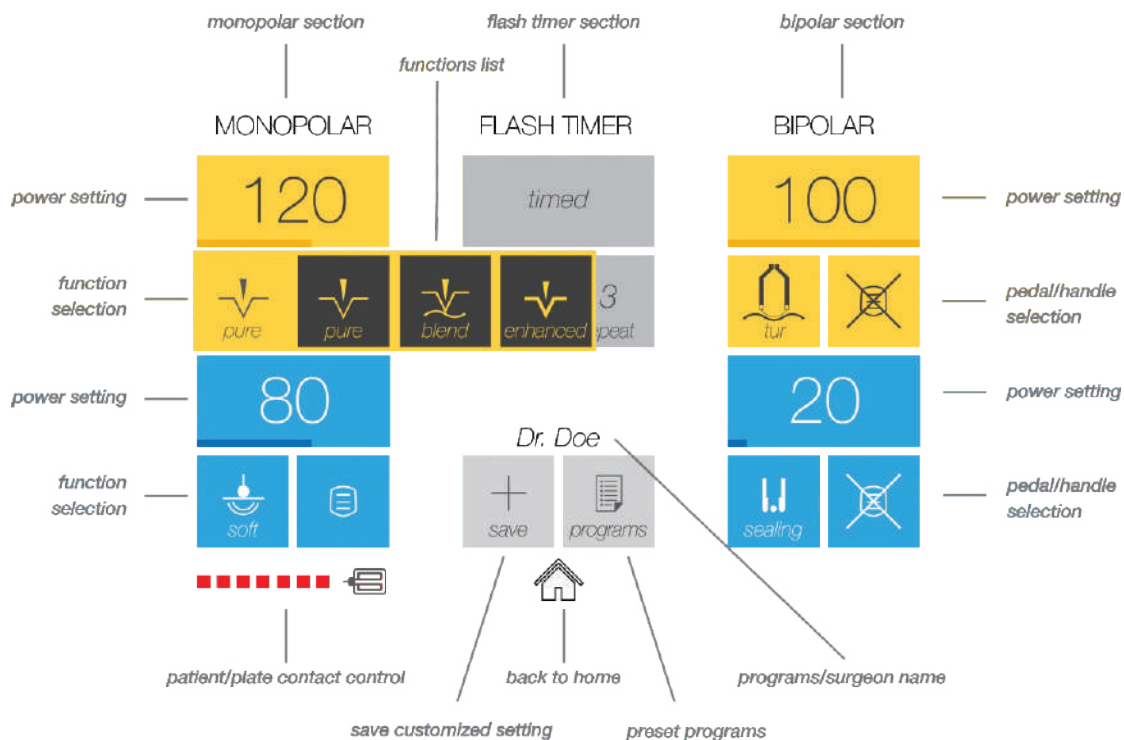 monopolar section
flash timer section
bipolar section
functions list
MONOPOLAR
FLASH TIMER
BIPOLAR
power setting
120
timed
100
power setting
function
selection
pure
pure
blend
enhanced
3
peat
tur
pedal/handle
selection
power setting
80
20
power setting
Dr. Doe
function
selection
soft
save
programs
sealing
pedal/handle
selection
patient/plate contact control
back to home
programs/surgeon name
save customized setting
preset programs